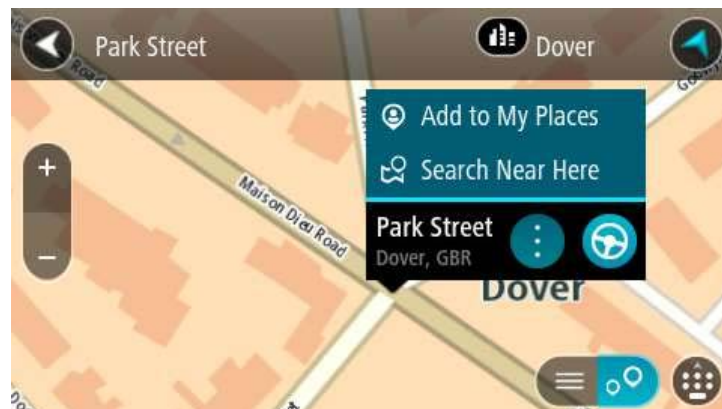 Park Street
Dover
Road
Add to My Places
Search Near Here
Maison Dieu Road
Park Street
Dover, GBR
Dover